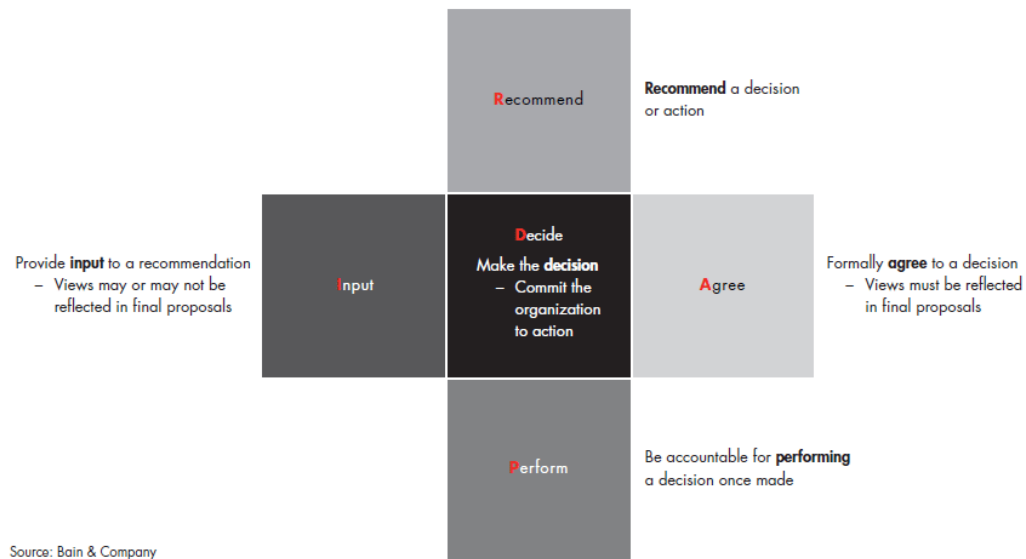 Recommend
Recommend a decision
or action
Provide input to a recommendation
– Views may or may not be
reflected in final proposals
Input
Decide
Make the decision
– Commit the
organization
to action
Agree
Formally agree to a decision
– Views must be reflected
in final proposals
Perform
Be accountable for performing
a decision once made
Source: Bain & Company